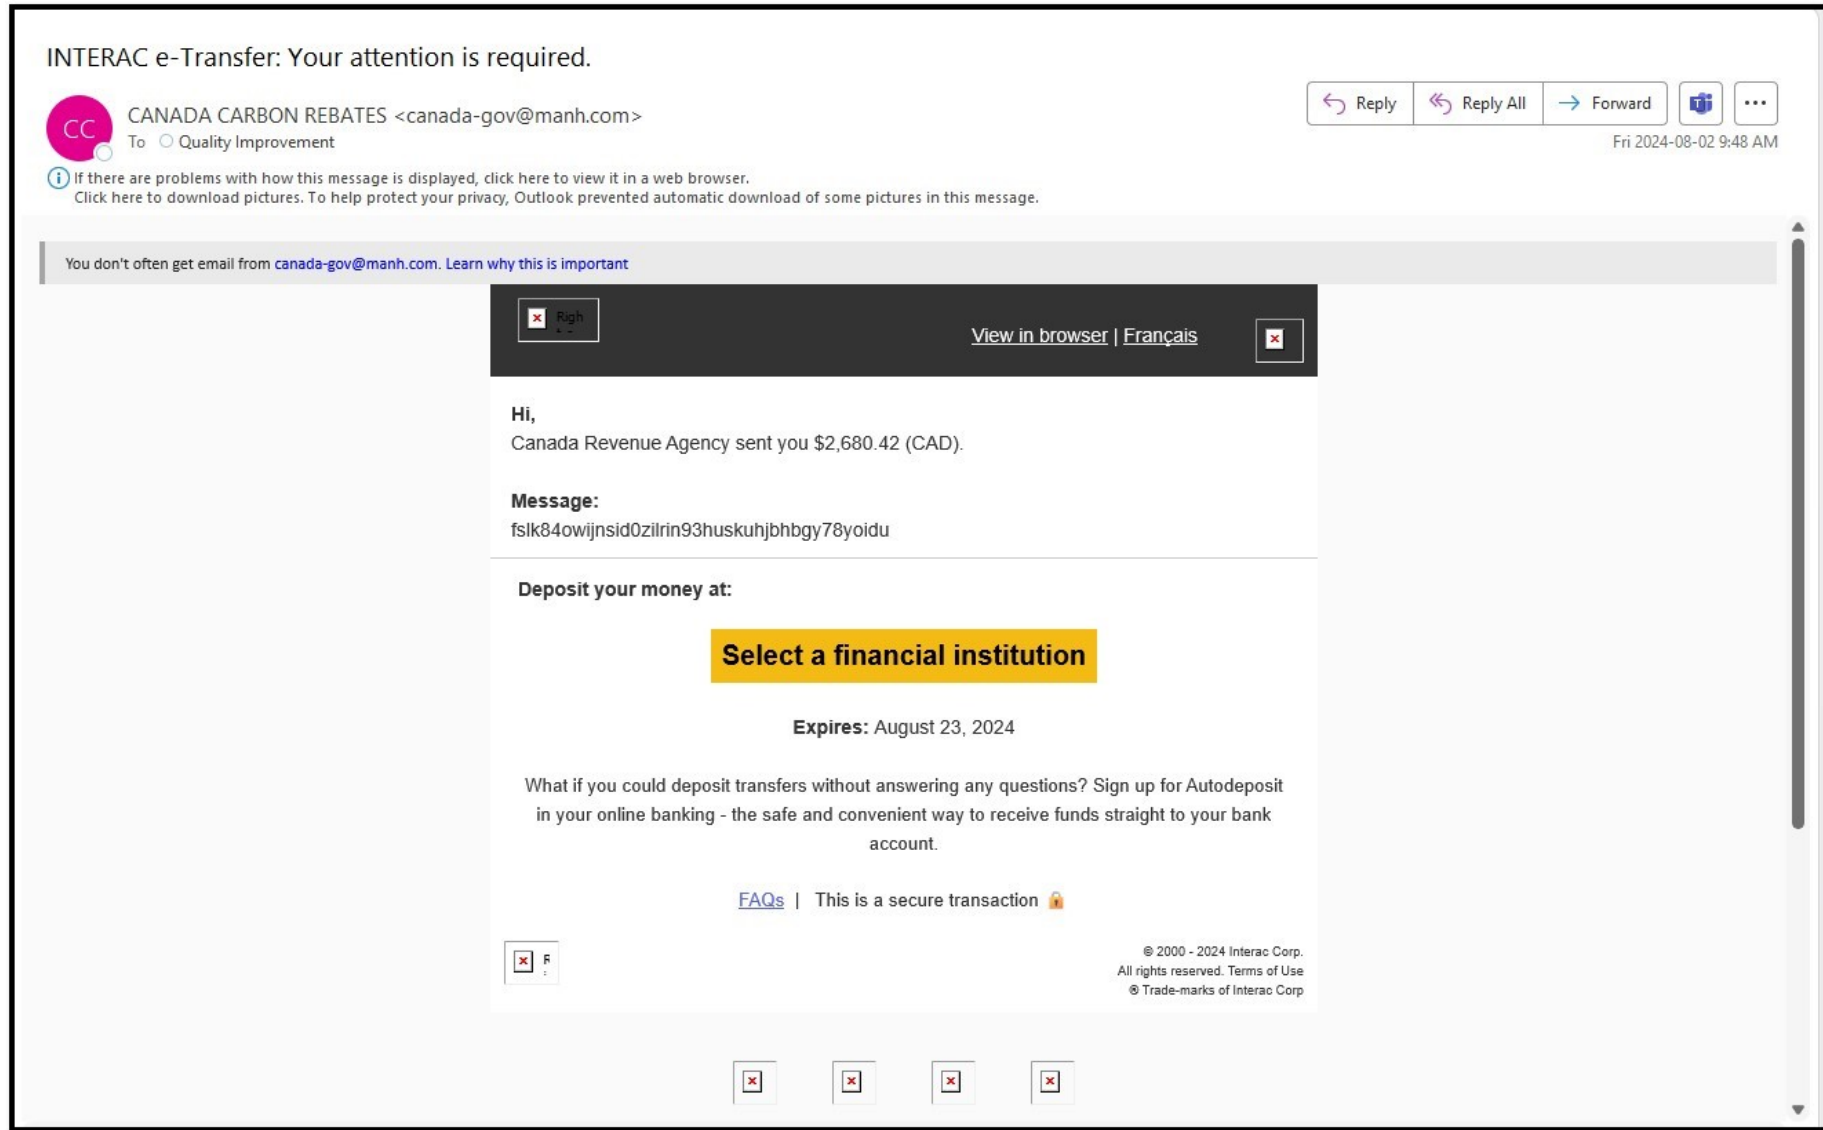 INTERAC e-Transfer: Your attention is required.
CC
CANADA CARBON REBATES <canada-gov@manh.com>
To Quality Improvement
Reply
Reply All
Forward
Fri 2024-08-02 9:48 AM
If there are problems with how this message is displayed, click here to view it in a web browser.
Click here to download pictures. To help protect your privacy, Outlook prevented automatic download of some pictures in this message.
You don't often get email from canada-gov@manh.com. Learn why this is important
Righ
View in browser | Français
Hi,
Canada Revenue Agency sent you $2,680.42 (CAD).
Message:
fslk84owijnsid0zilrin93huskuhjbhbgy78yoidu
Deposit your money at:
Select a financial institution
Expires: August 23, 2024
What if you could deposit transfers without answering any questions? Sign up for Autodeposit
in your online banking - the safe and convenient way to receive funds straight to your bank
account.
FAQs | This is a secure transaction
© 2000 - 2024 Interac Corp.
All rights reserved. Terms of Use
® Trade-marks of Interac Corp